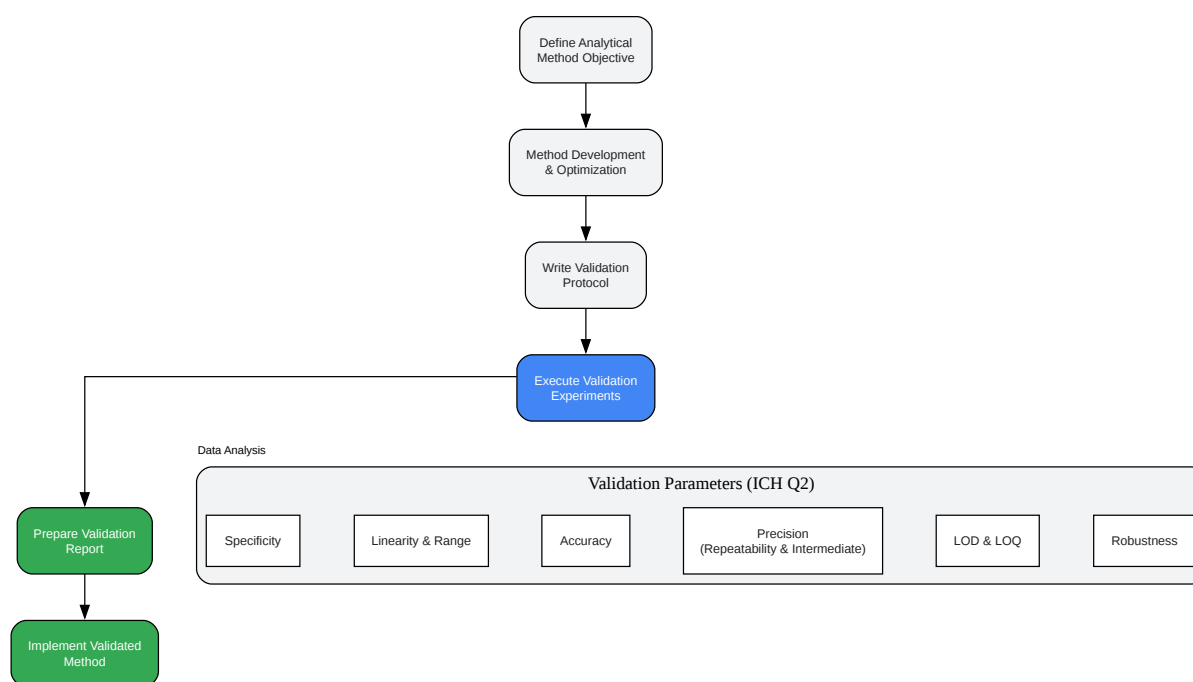 Define Analytical
Method Objective
Method Development
& Optimization
Write Validation
Protocol
Execute Validation
Experiments
Data Analysis
Validation Parameters (ICH Q2)
Specificity
Linearity & Range
Accuracy
Precision
(Repeatability & Intermediate)
LOD & LOQ
Robustness
Prepare Validation
Report
Implement Validated
Method